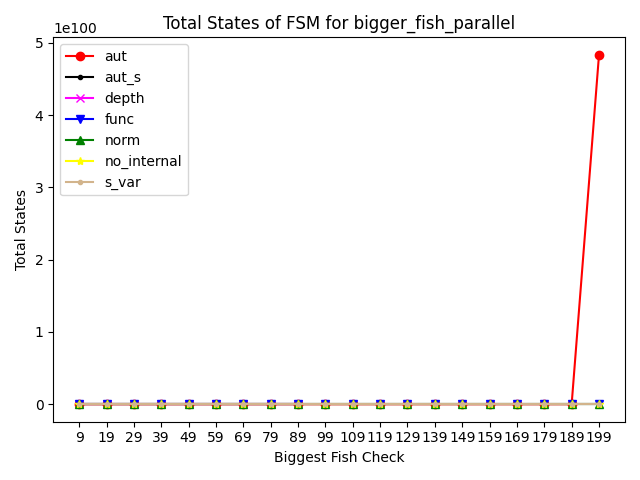 Total States of FSM for bigger_fish_parallel
1e100
5
4
3
2
1
0
Total States
aut
aut_s
depth
func
norm
no_internal
s_var
9 19 29 39 49 59 69 79 89 99 109 119 129 139 149 159 169 179 189 199
Biggest Fish Check